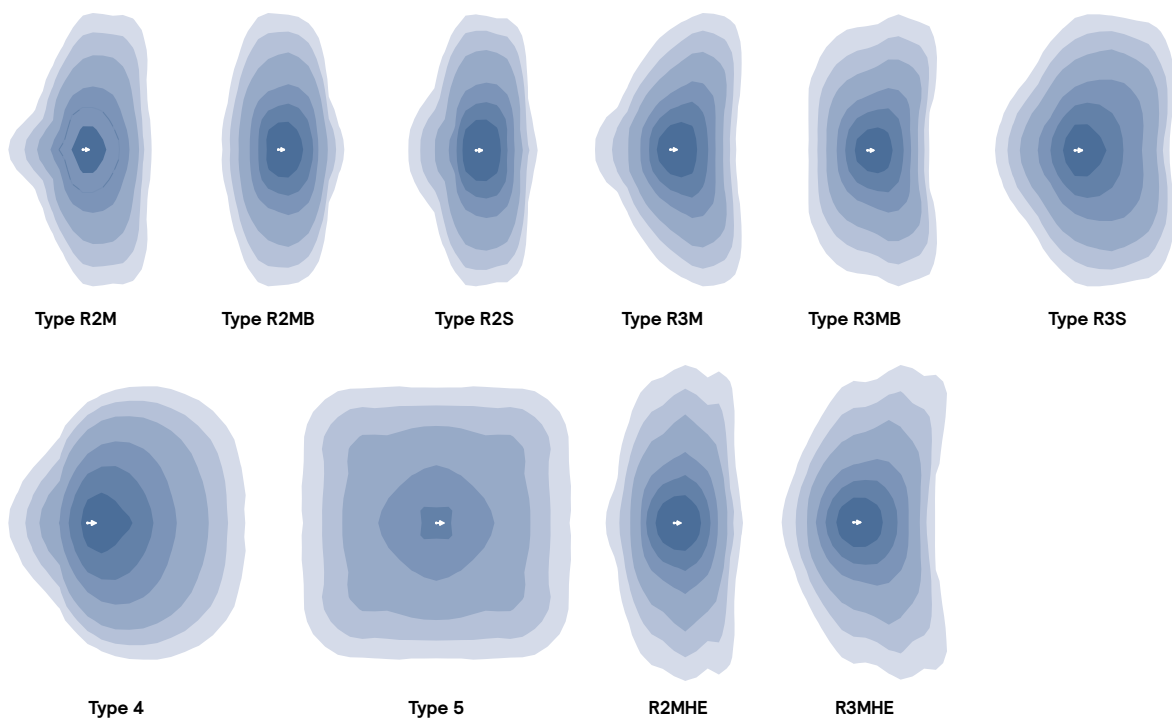 Type R2M
Type R2MB
Type R2S
Type R3M
Type R3MB
Type R3S
Type 4
Type 5
R2MHE
R3MHE